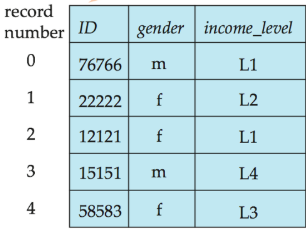 record
number ID gender income_level
0 76766 m L1
1 22222 f L2
2 12121 f L1
3 15151 m L4
4 58583 f L3